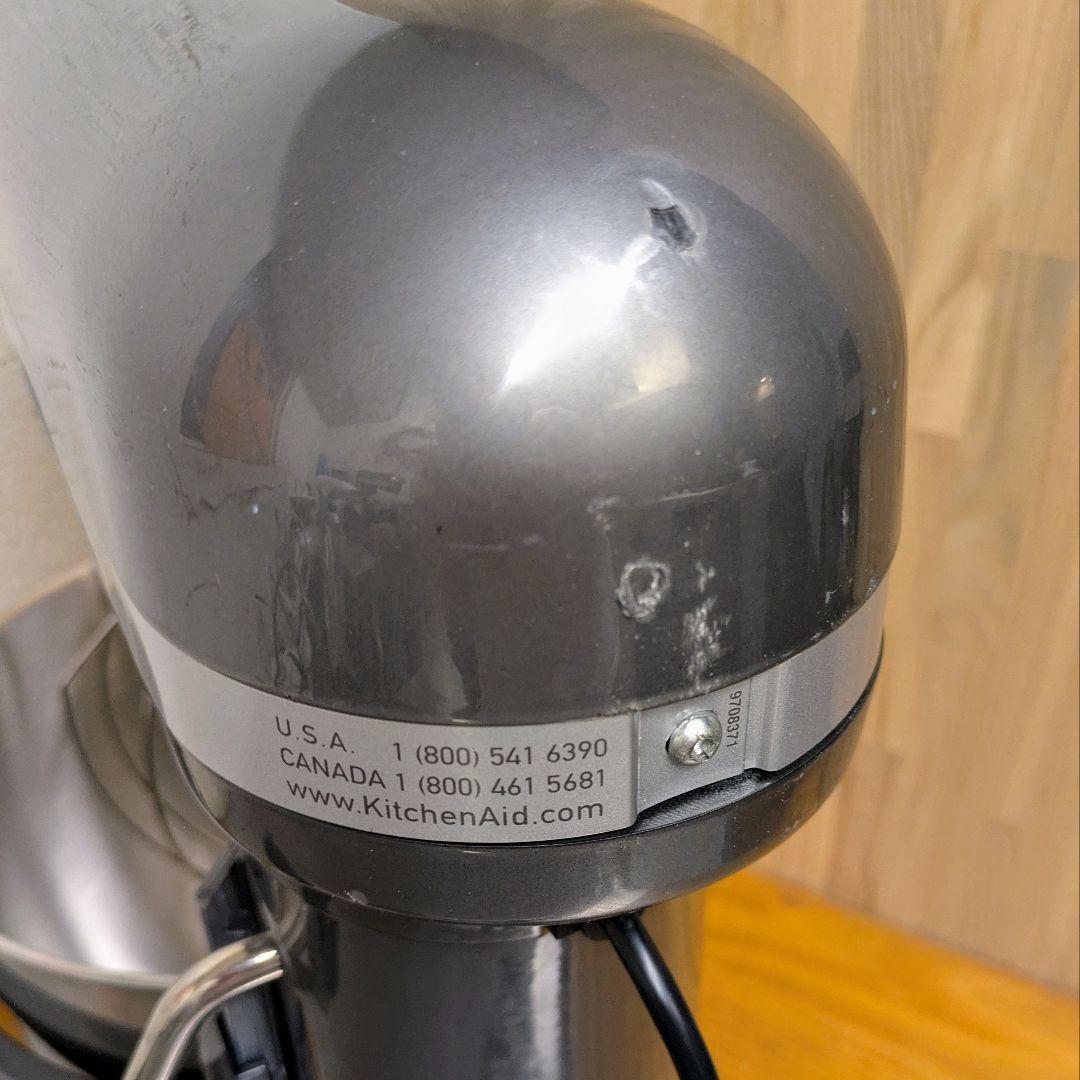 U.S.A. 1 (800) 541 6390
CANADA 1 (800) 461 5681
www.KitchenAid.com
9708371